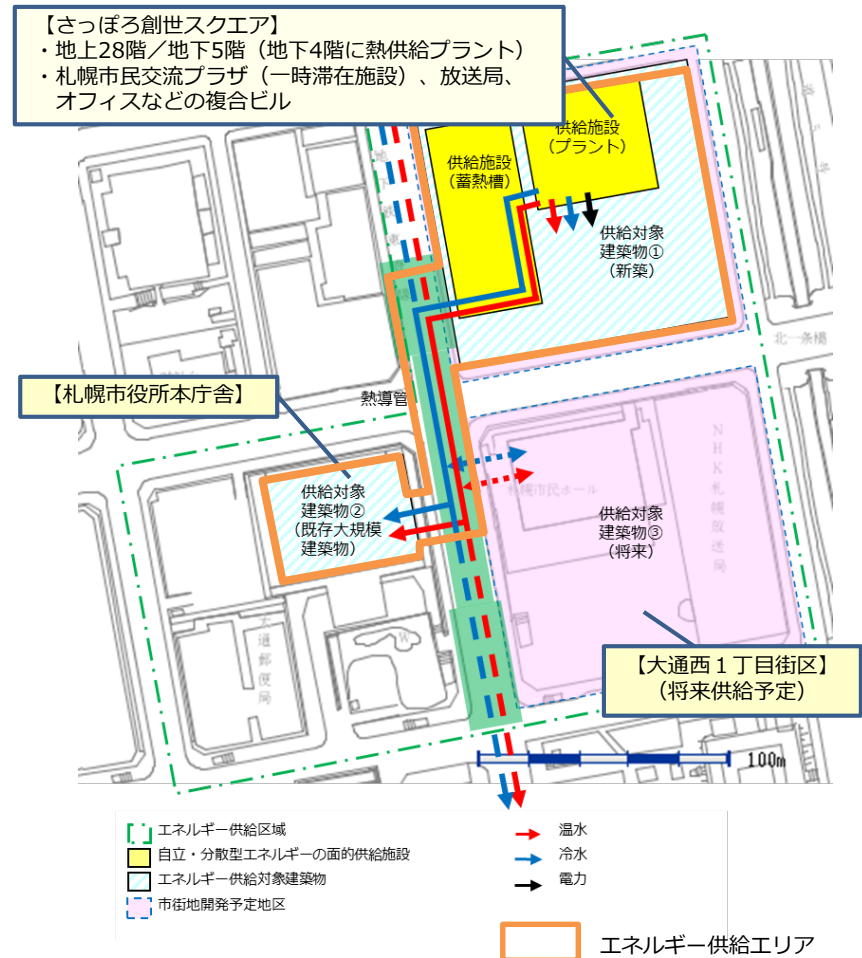 【さっぽろ創世スクエア】
・地上28階／地下5階（地下4階に熱供給プラント）
・札幌市民交流プラザ（一時滞在施設）、放送局、
オフィスなどの複合ビル
供給施設
（プラント）
供給施設
（蓄熱槽）
供給対象
建築物①
（新築）
地下鉄東
北一条橋
【札幌市役所本庁舎】
熱導管
供給対象
建築物②
（既存大規模
建築物）
札幌市民ホール
NHK札幌放送局
供給対象
建築物③
（将来）
大通郵便局
【大通西１丁目街区】
（将来供給予定）
100m
エネルギー供給区域
自立・分散型エネルギーの面的供給施設
エネルギー供給対象建築物
市街地開発予定地区
温水
冷水
電力
エネルギー供給エリア